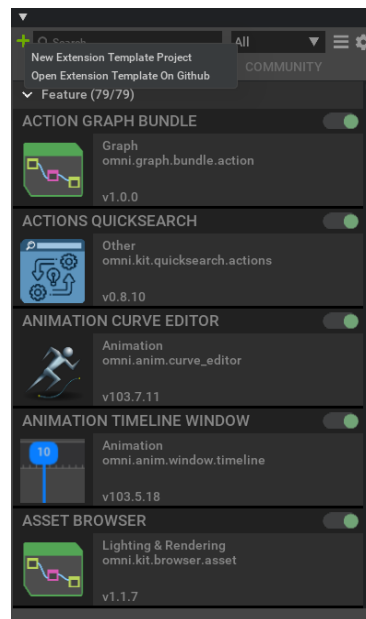 Search
All
New Extension Template Project
Open Extension Template On Github
COMMUNITY
Feature (79/79)
ACTION GRAPH BUNDLE
Graph
omni.graph.bundle.action
v1.0.0
ACTIONS QUICKSEARCH
Other
omni.kit.quicksearch.actions
v0.8.10
ANIMATION CURVE EDITOR
Animation
omni.anim.curve_editor
v103.7.11
ANIMATION TIMELINE WINDOW
10
Animation
omni.anim.window.timeline
v103.5.18
ASSET BROWSER
Lighting & Rendering
omni.kit.browser.asset
v1.1.7